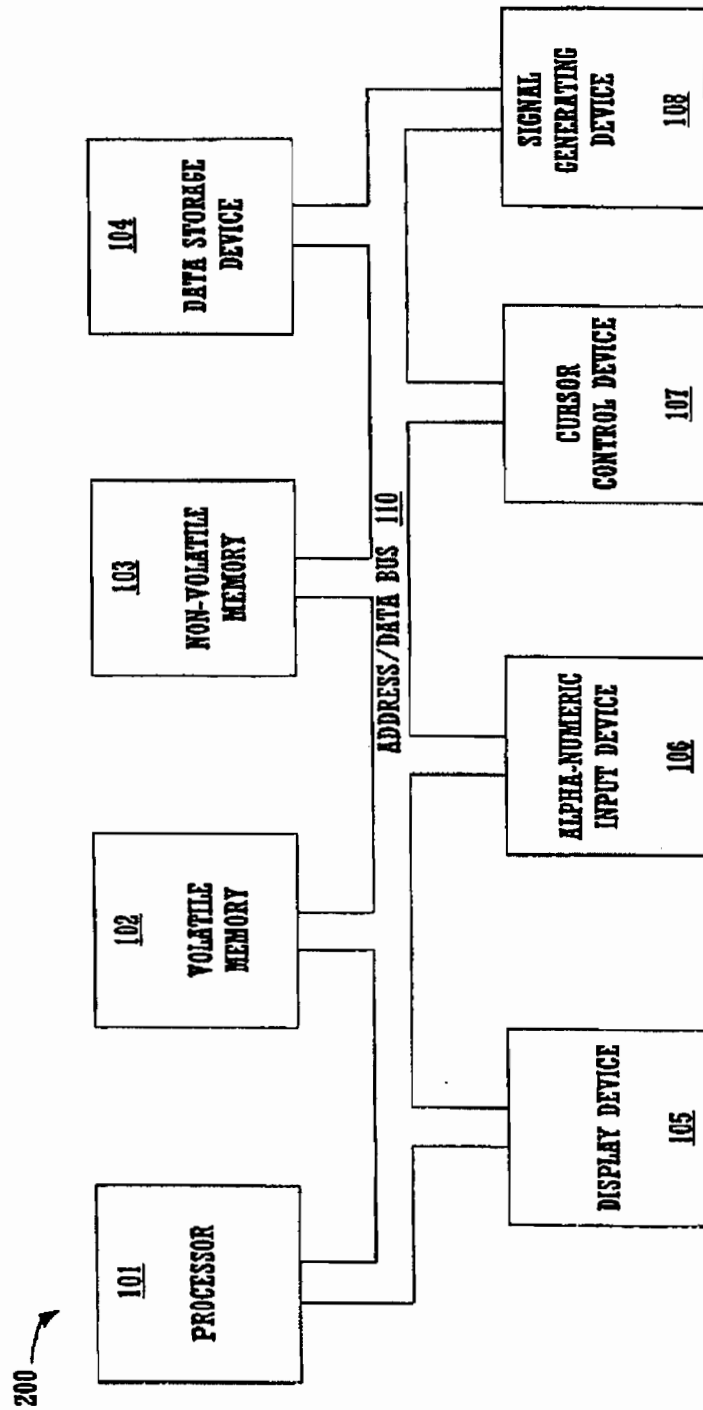 200
101
PROCESSOR
102
VOLATILE
MEMORY
103
NON-VOLATILE
MEMORY
104
DATA STORAGE
DEVICE
ADDRESS/DATA BUS 110
DISPLAY DEVICE
105
ALPHA-NUMERIC
INPUT DEVICE
106
CURSOR
CONTROL DEVICE
107
SIGNAL
GENERATING
DEVICE
108